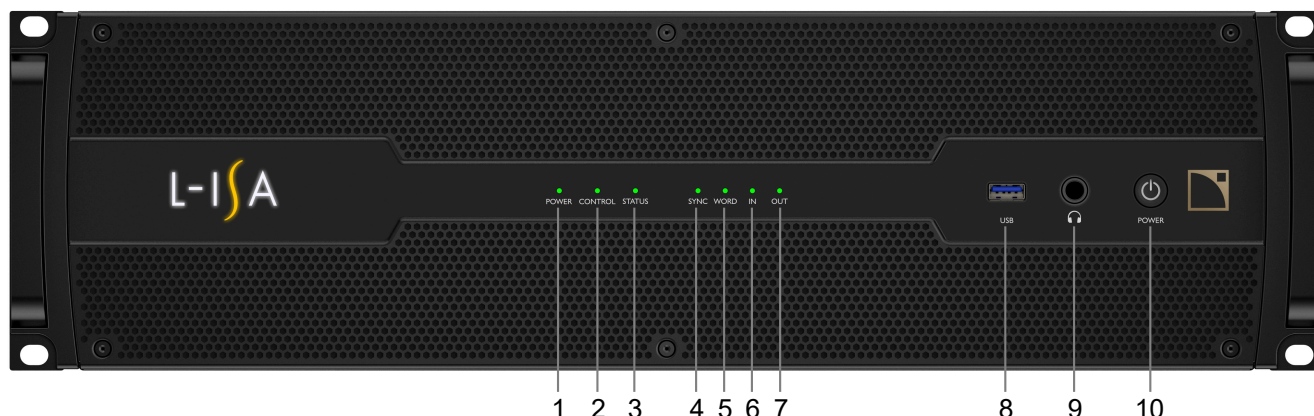 L-ISA
POWER CONTROL STATUS SYNC WORD IN OUT
USB POWER
1 2 3 4 5 6 7 8 9 10